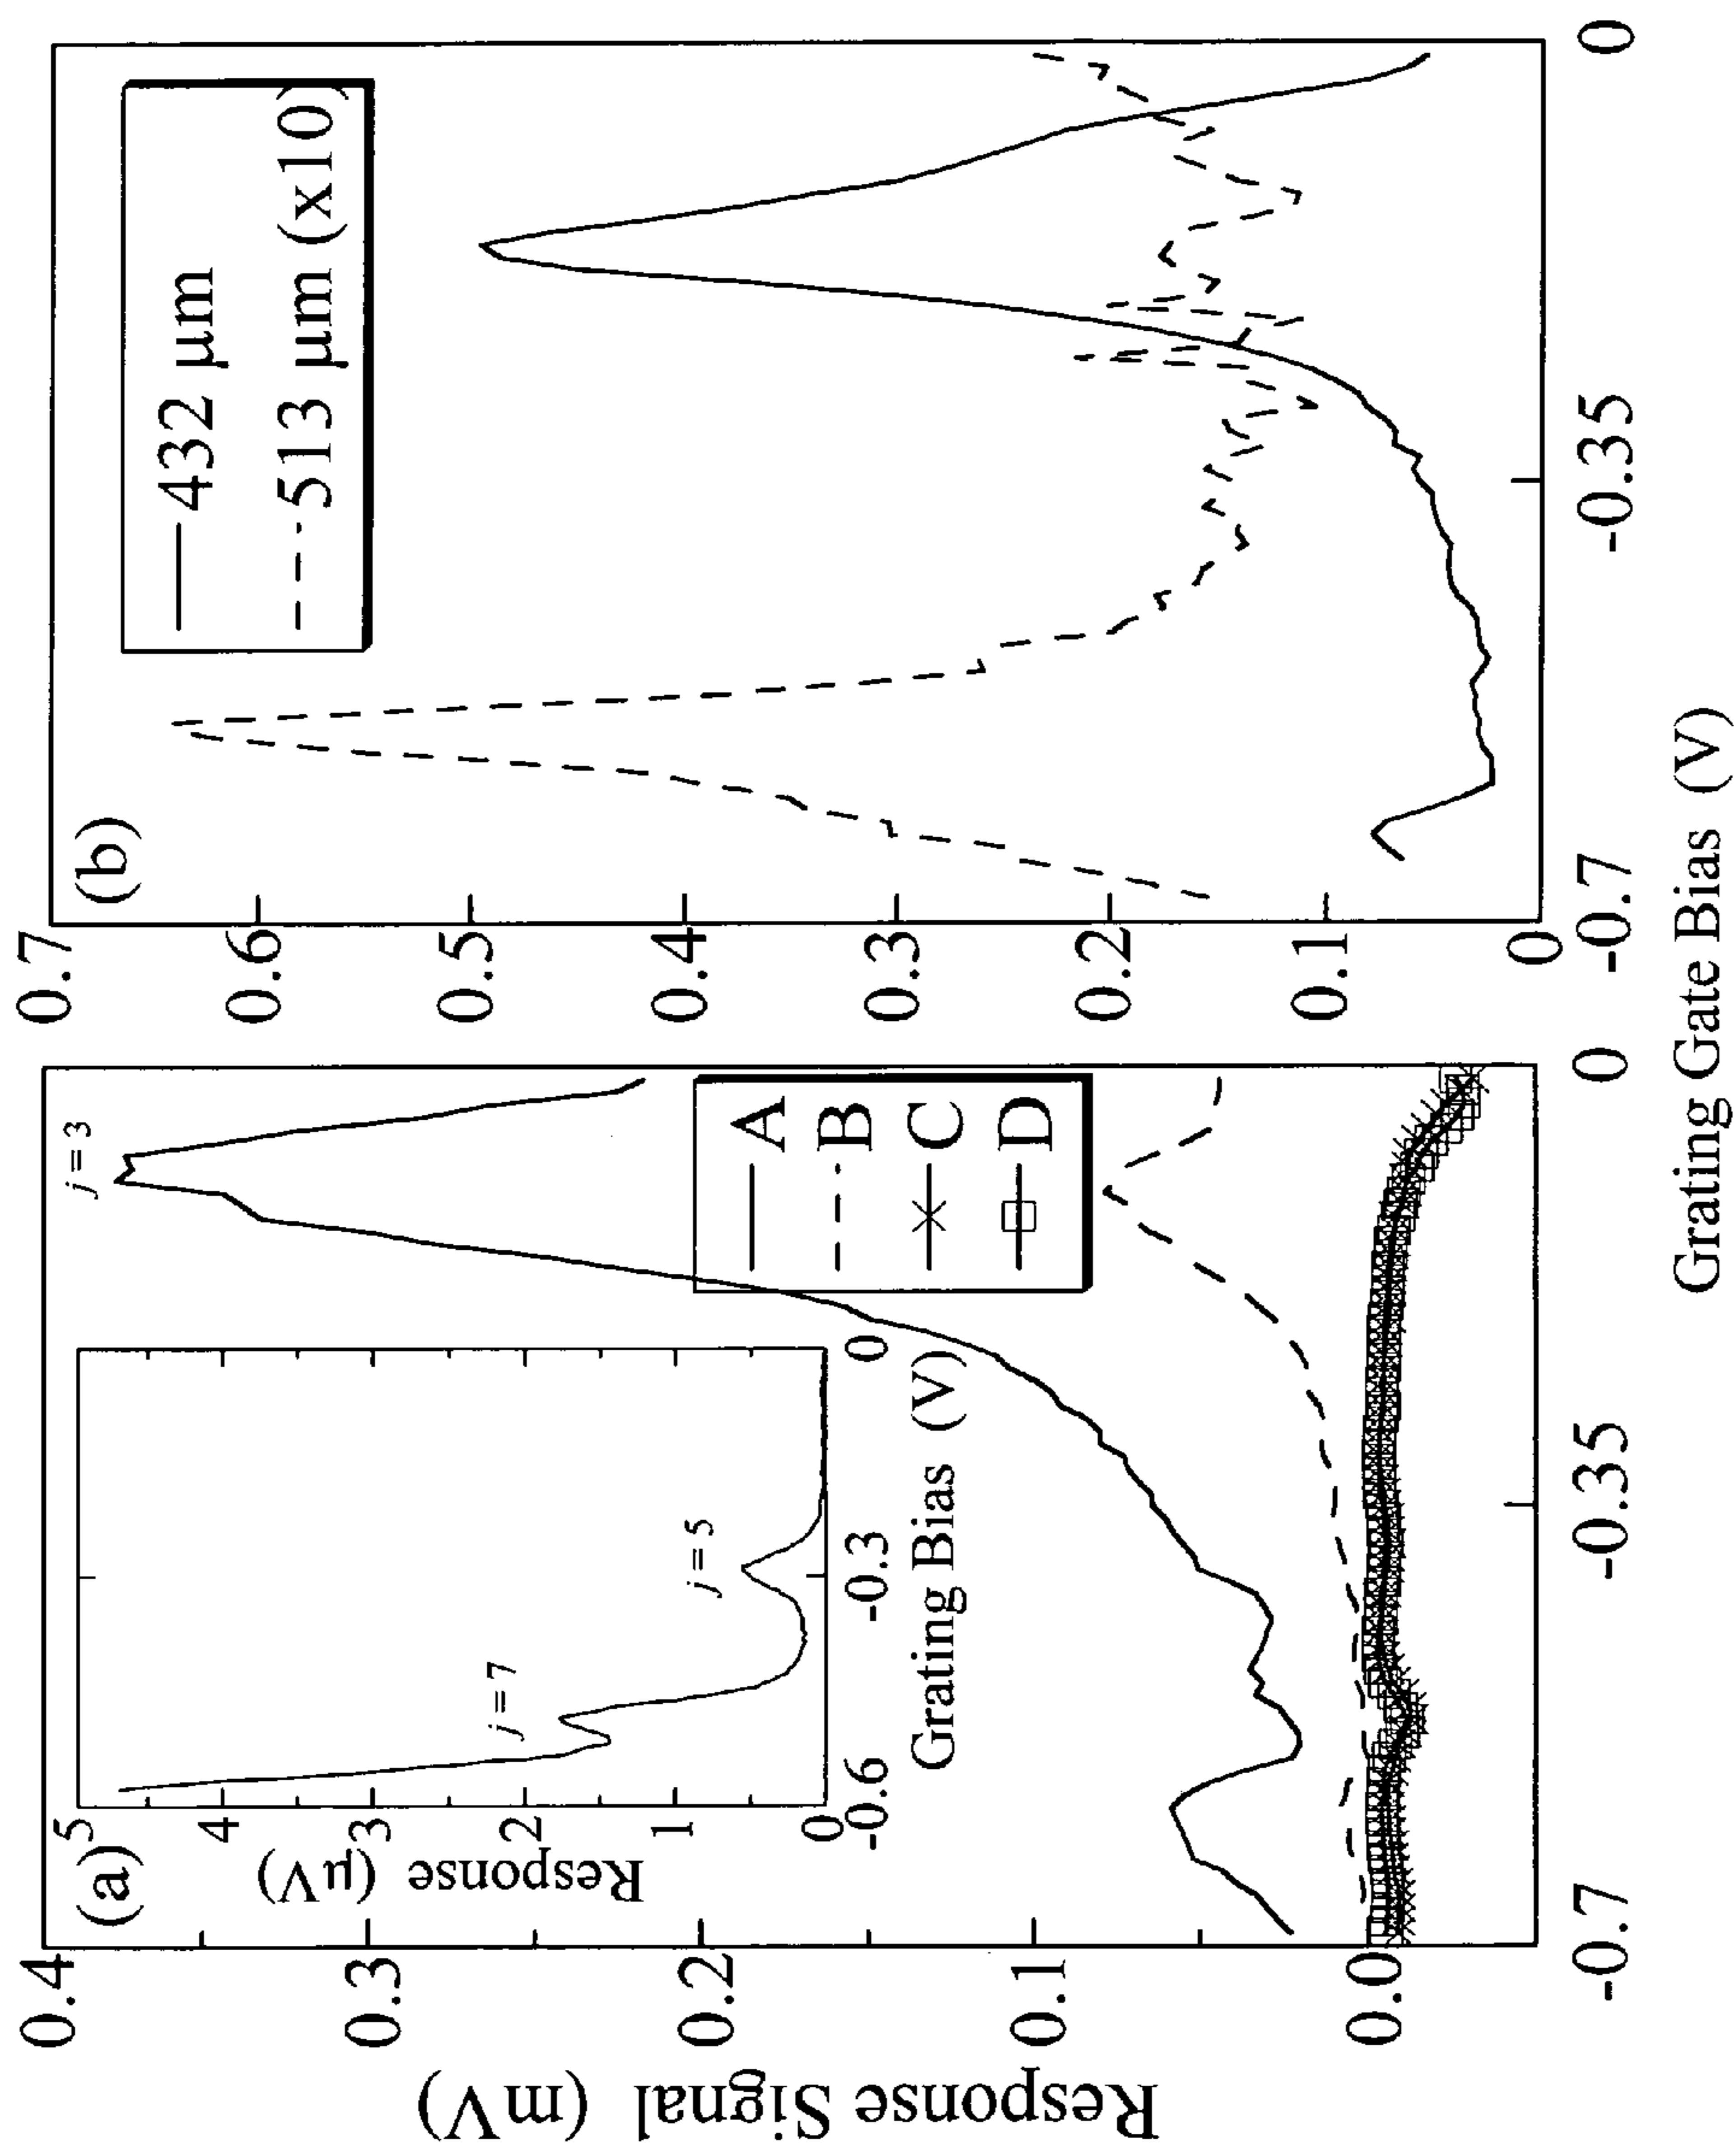 (a)
Response Signal (mV)
0.4
0.3
0.2
0.1
0.0
-0.7
-0.35
0
j = 3
A
B
C
D
Response (μV)
5
4
3
2
1
0
-0.6
-0.3
0
Grating Bias (V)
j = 7
j = 5
(b)
0.7
0.6
0.5
0.4
0.3
0.2
0.1
0
-0.7
-0.35
0
432 μm
513 μm (x10)
Grating Gate Bias (V)